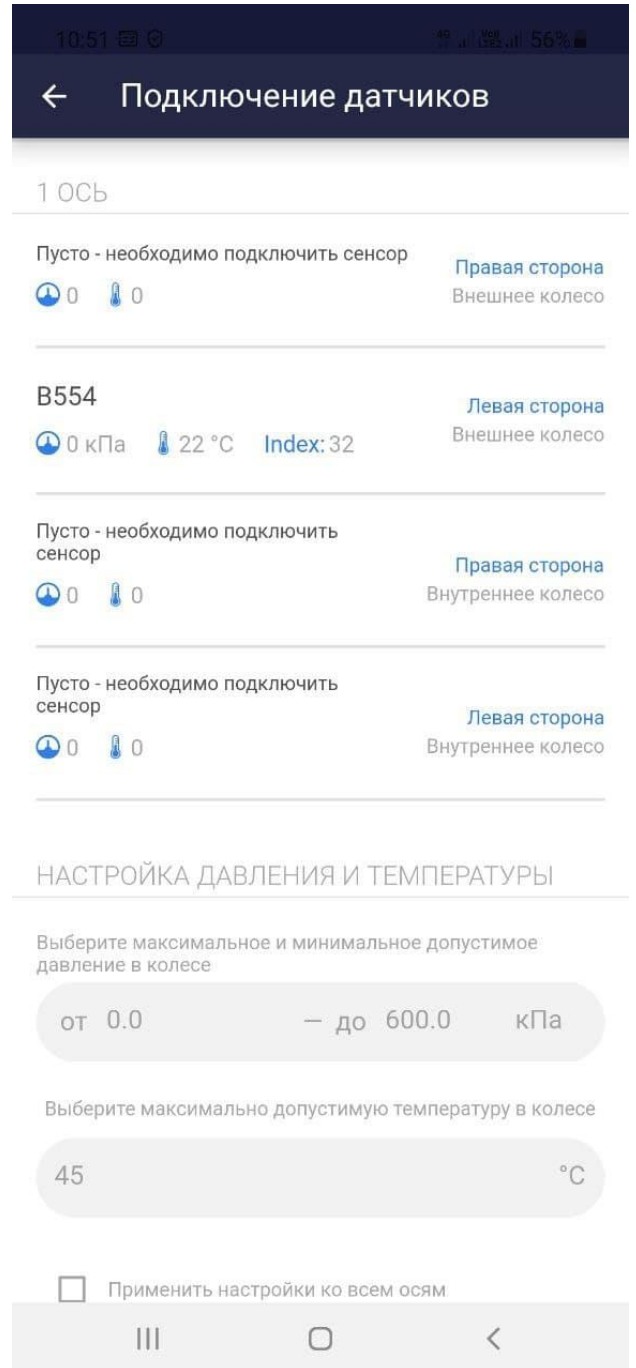 10:51
56%
Подключение датчиков
1 ОСЬ
Пусто - необходимо подключить сенсор
Правая сторона
0 0
Внешнее колесо
B554
Левая сторона
0 кПа 22 °C Index: 32
Внешнее колесо
Пусто - необходимо подключить
сенсор
Правая сторона
0 0
Внутреннее колесо
Пусто - необходимо подключить
сенсор
Левая сторона
0 0
Внутреннее колесо
НАСТРОЙКА ДАВЛЕНИЯ И ТЕМПЕРАТУРЫ
Выберите максимальное и минимальное допустимое
давление в колесе
от 0.0 — до 600.0 кПа
Выберите максимально допустимую температуру в колесе
45 °C
Применить настройки ко всем осям